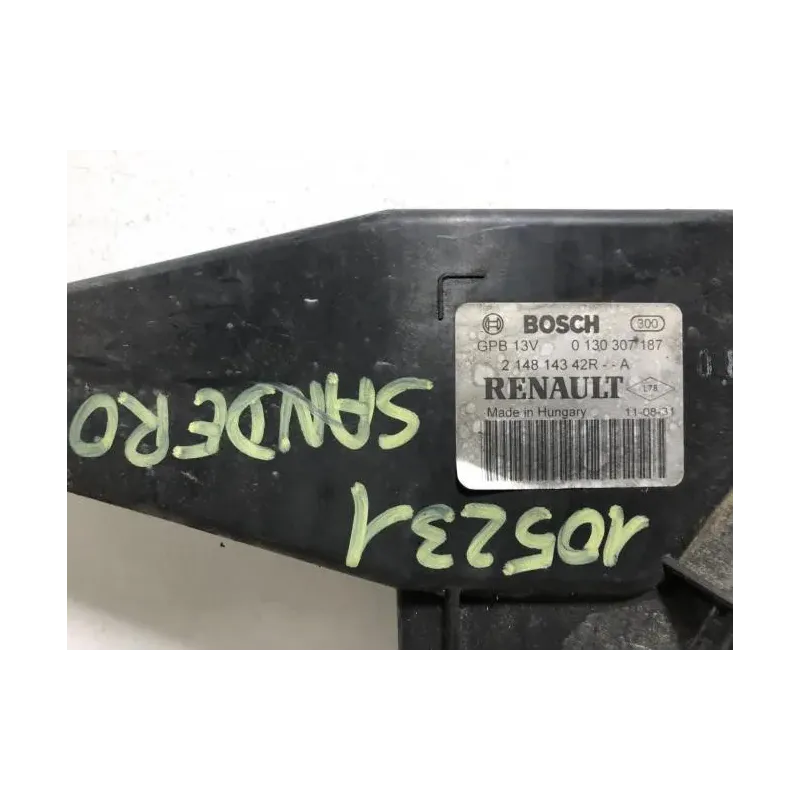 BOSCH 300
GPB 13V 0 130 307 187
2 148 143 42R - - A
RENAULT L78
Made in Hungary 11-08-31
SANDERO
105231